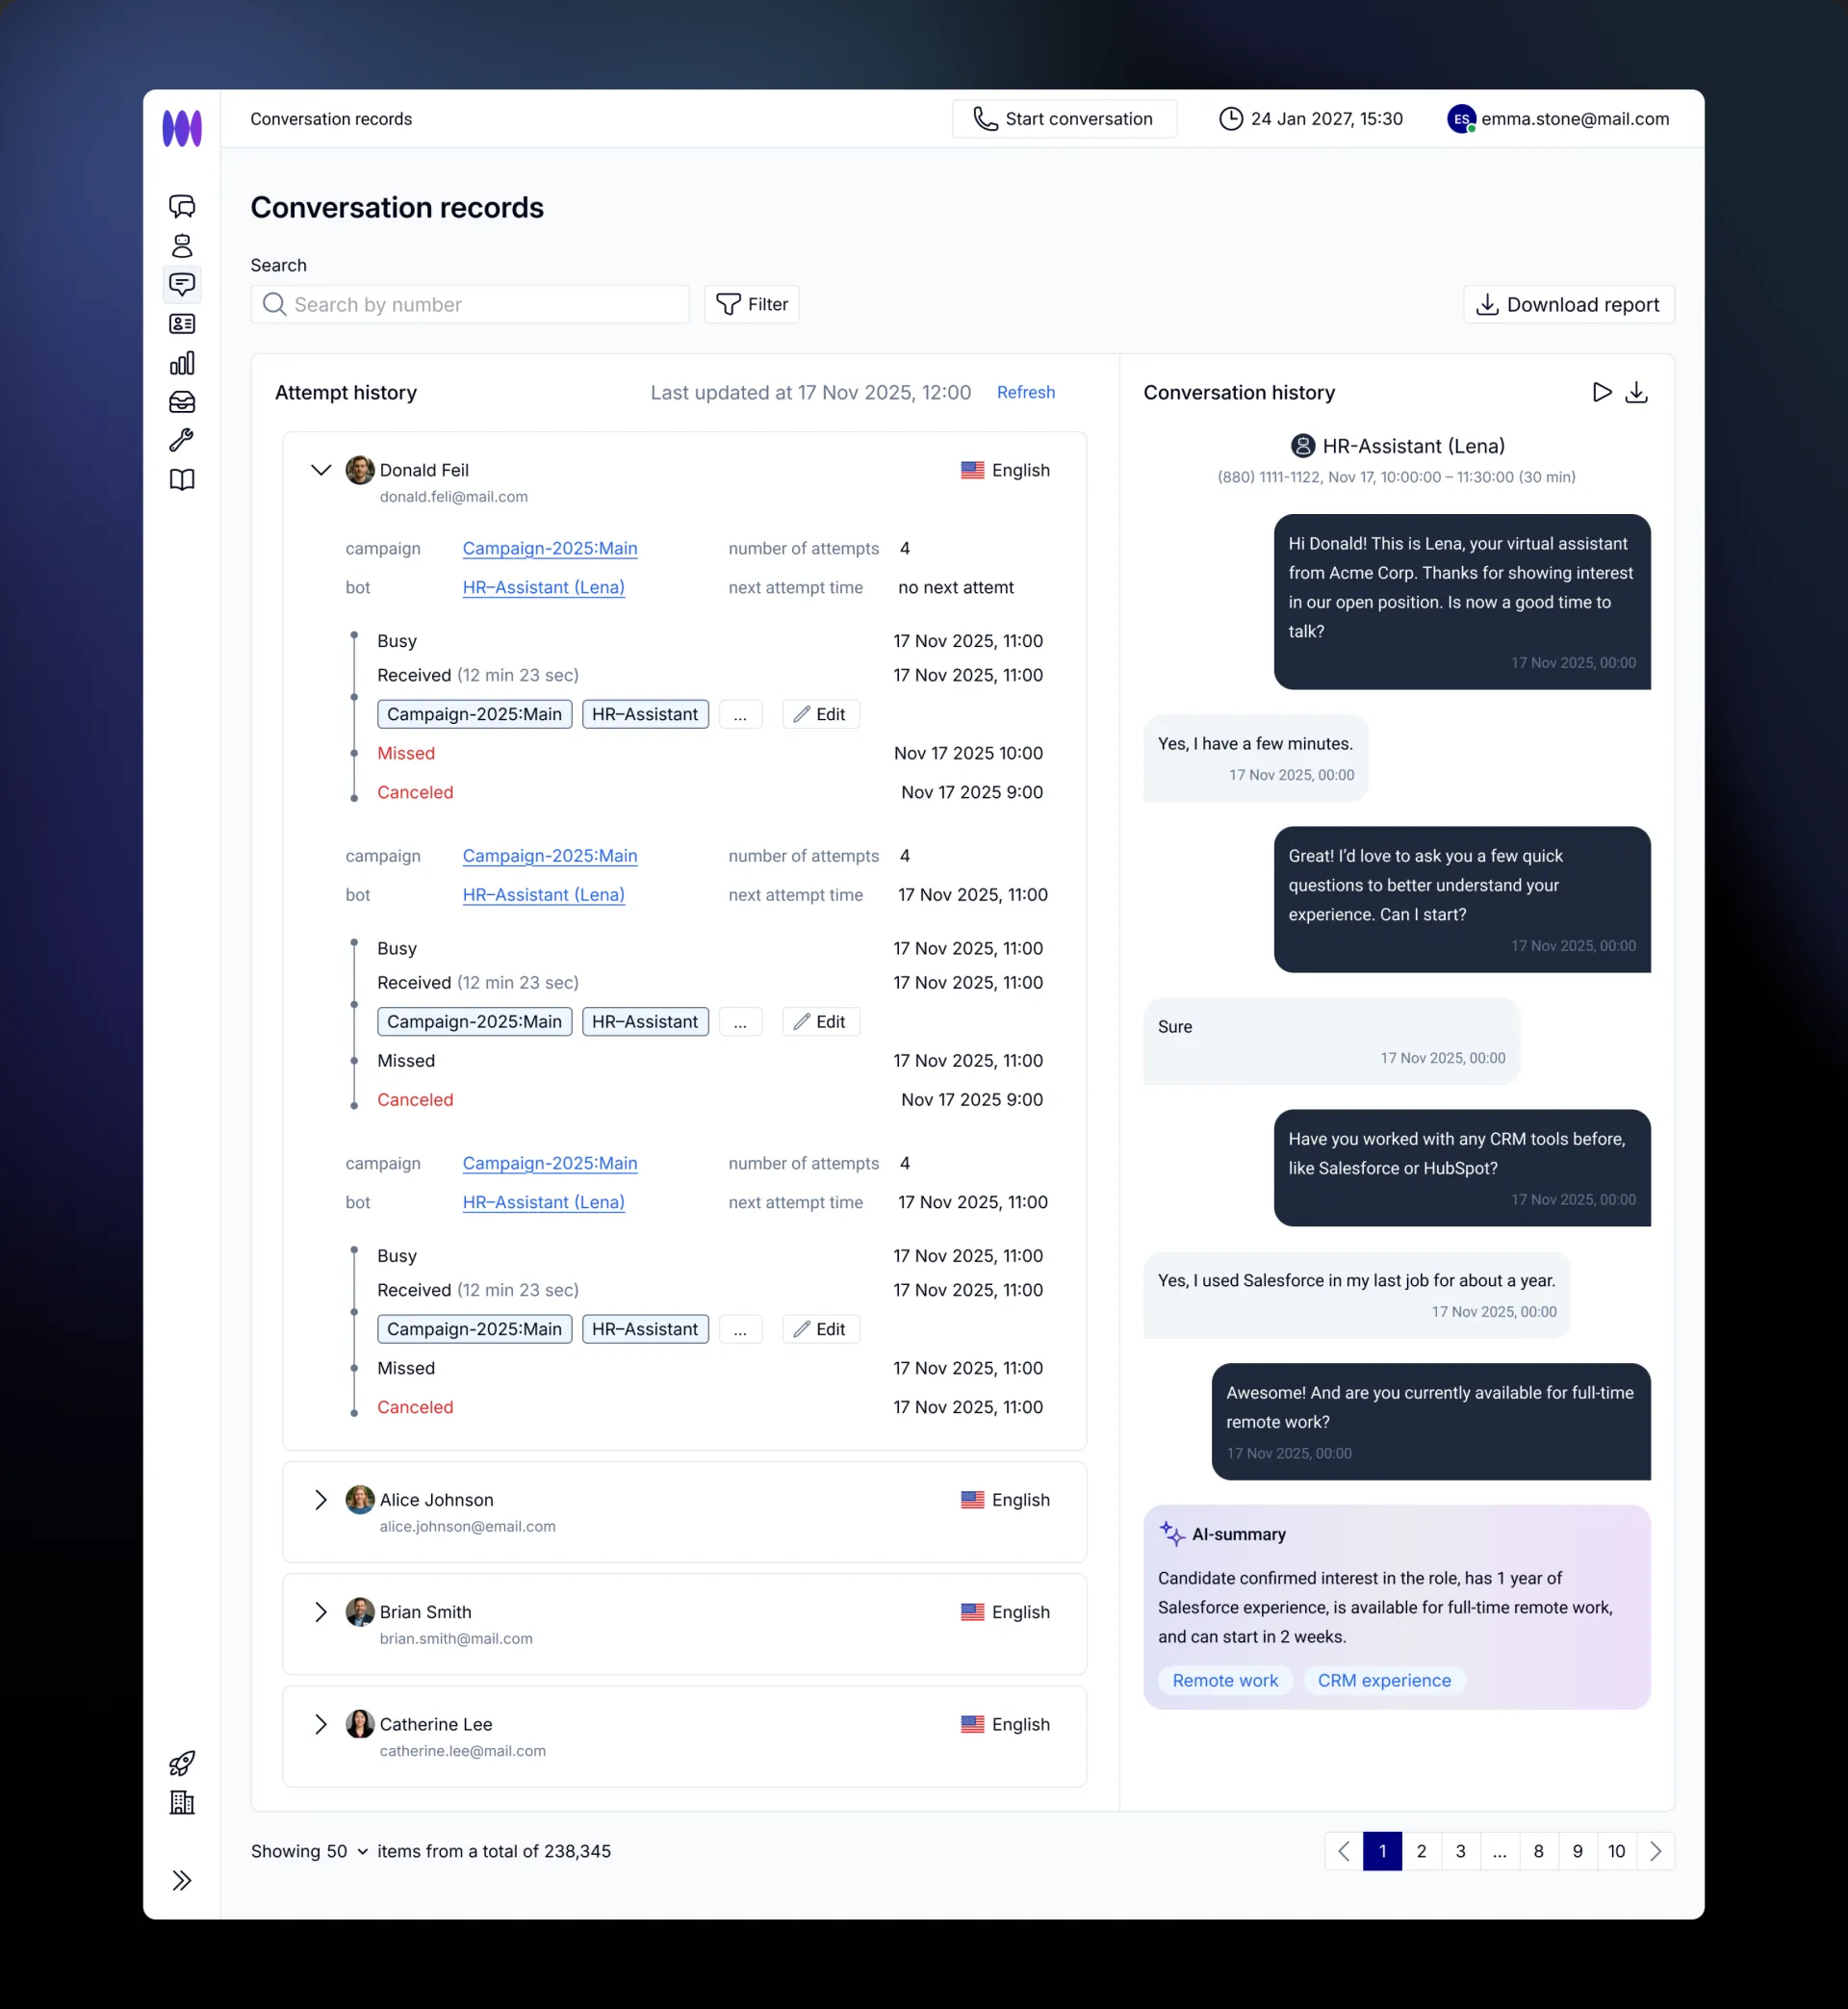 Conversation records
Start conversation
24 Jan 2027, 15:30
ES
emma.stone@mail.com
Conversation records
Search
Search by number
Filter
Download report
Attempt history
Last updated at 17 Nov 2025, 12:00
Refresh
Donald Feil
English
donald.feli@mail.com
campaign Campaign-2025:Main number of attempts 4
bot HR–Assistant (Lena) next attempt time no next attemt
Busy 17 Nov 2025, 11:00
Received (12 min 23 sec) 17 Nov 2025, 11:00
Campaign-2025:Main HR–Assistant ... Edit
Missed Nov 17 2025 10:00
Canceled Nov 17 2025 9:00
campaign Campaign-2025:Main number of attempts 4
bot HR–Assistant (Lena) next attempt time 17 Nov 2025, 11:00
Busy 17 Nov 2025, 11:00
Received (12 min 23 sec) 17 Nov 2025, 11:00
Campaign-2025:Main HR–Assistant ... Edit
Missed 17 Nov 2025, 11:00
Canceled Nov 17 2025 9:00
campaign Campaign-2025:Main number of attempts 4
bot HR–Assistant (Lena) next attempt time 17 Nov 2025, 11:00
Busy 17 Nov 2025, 11:00
Received (12 min 23 sec) 17 Nov 2025, 11:00
Campaign-2025:Main HR–Assistant ... Edit
Missed 17 Nov 2025, 11:00
Canceled 17 Nov 2025, 11:00
Alice Johnson
English
alice.johnson@email.com
Brian Smith
English
brian.smith@mail.com
Catherine Lee
English
catherine.lee@mail.com
Conversation history
HR-Assistant (Lena)
(880) 1111-1122, Nov 17, 10:00:00 – 11:30:00 (30 min)
Hi Donald! This is Lena, your virtual assistant
from Acme Corp. Thanks for showing interest
in our open position. Is now a good time to
talk?
17 Nov 2025, 00:00
Yes, I have a few minutes.
17 Nov 2025, 00:00
Great! I’d love to ask you a few quick
questions to better understand your
experience. Can I start?
17 Nov 2025, 00:00
Sure
17 Nov 2025, 00:00
Have you worked with any CRM tools before,
like Salesforce or HubSpot?
17 Nov 2025, 00:00
Yes, I used Salesforce in my last job for about a year.
17 Nov 2025, 00:00
Awesome! And are you currently available for full-time
remote work?
17 Nov 2025, 00:00
AI-summary
Candidate confirmed interest in the role, has 1 year of
Salesforce experience, is available for full-time remote work,
and can start in 2 weeks.
Remote work CRM experience
Showing 50 items from a total of 238,345
1 2 3 ... 8 9 10